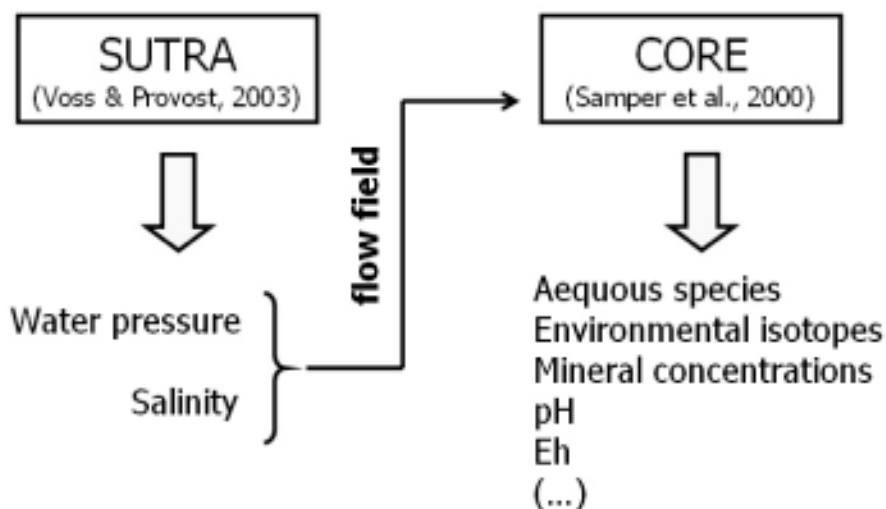 SUTRA
(Voss & Provost, 2003)
CORE
(Samper et al., 2000)
flow field
Water pressure
Salinity
Aequous species
Environmental isotopes
Mineral concentrations
pH
Eh
(...)